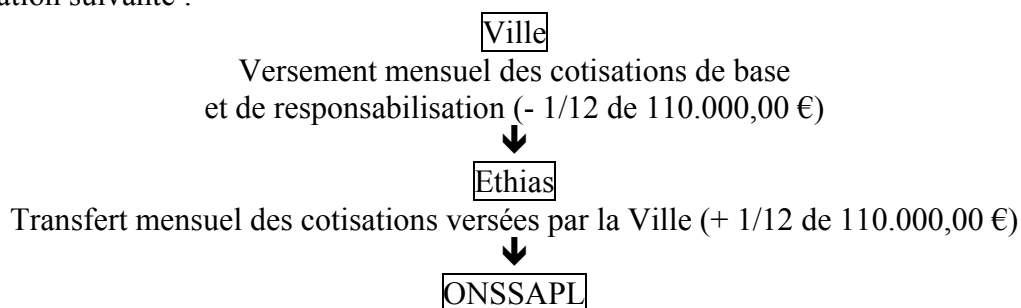 Ville
Versement mensuel des cotisations de base
et de responsabilisation (- 1/12 de 110.000,00 €)
Ethias
Transfert mensuel des cotisations versées par la Ville (+ 1/12 de 110.000,00 €)
ONSSAPL